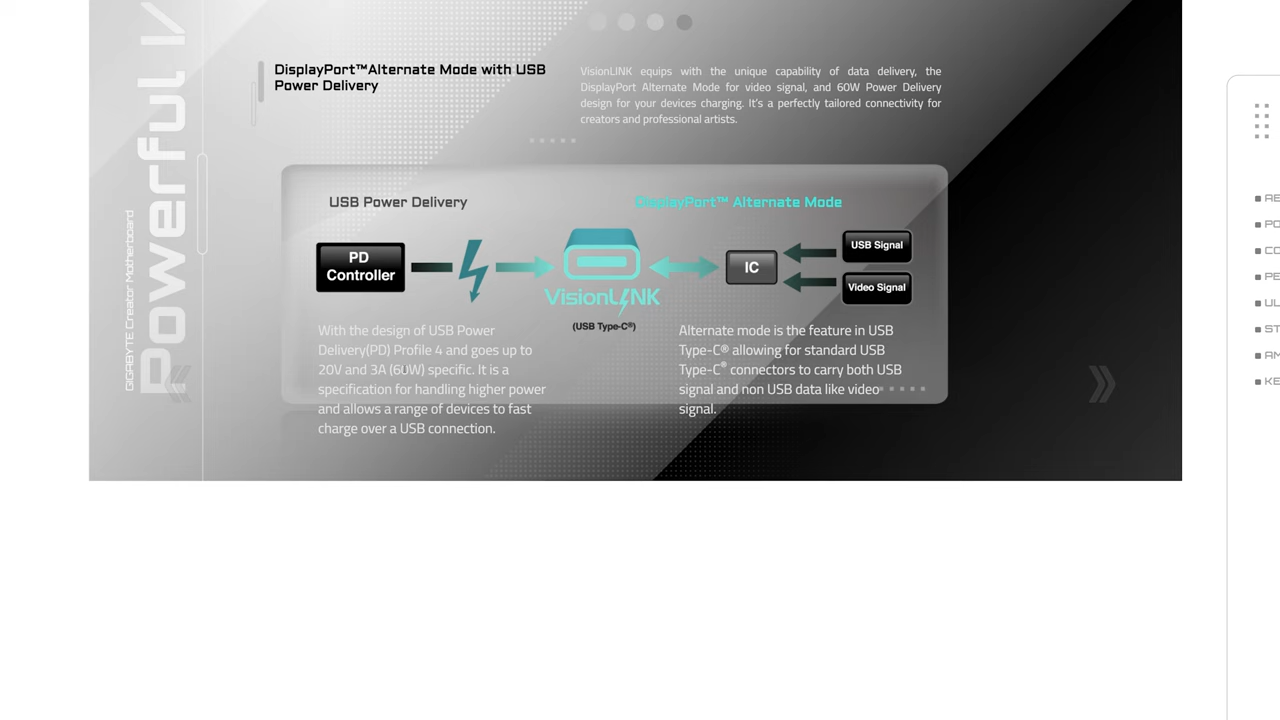 GIGABYTE Creator Motherboard
Powerful
DisplayPort™Alternate Mode with USB
Power Delivery
VisionLINK equips with the unique capability of data delivery, the
DisplayPort Alternate Mode for video signal, and 60W Power Delivery
design for your devices charging. It's a perfectly tailored connectivity for
creators and professional artists.
USB Power Delivery
DisplayPort™ Alternate Mode
PD
Controller
IC
USB Signal
Video Signal
VisionLINK
(USB Type-C®)
With the design of USB Power
Delivery(PD) Profile 4 and goes up to
20V and 3A (60W) specific. It is a
specification for handling higher power
and allows a range of devices to fast
charge over a USB connection.
Alternate mode is the feature in USB
Type-C® allowing for standard USB
Type-C® connectors to carry both USB
signal and non USB data like video
signal.